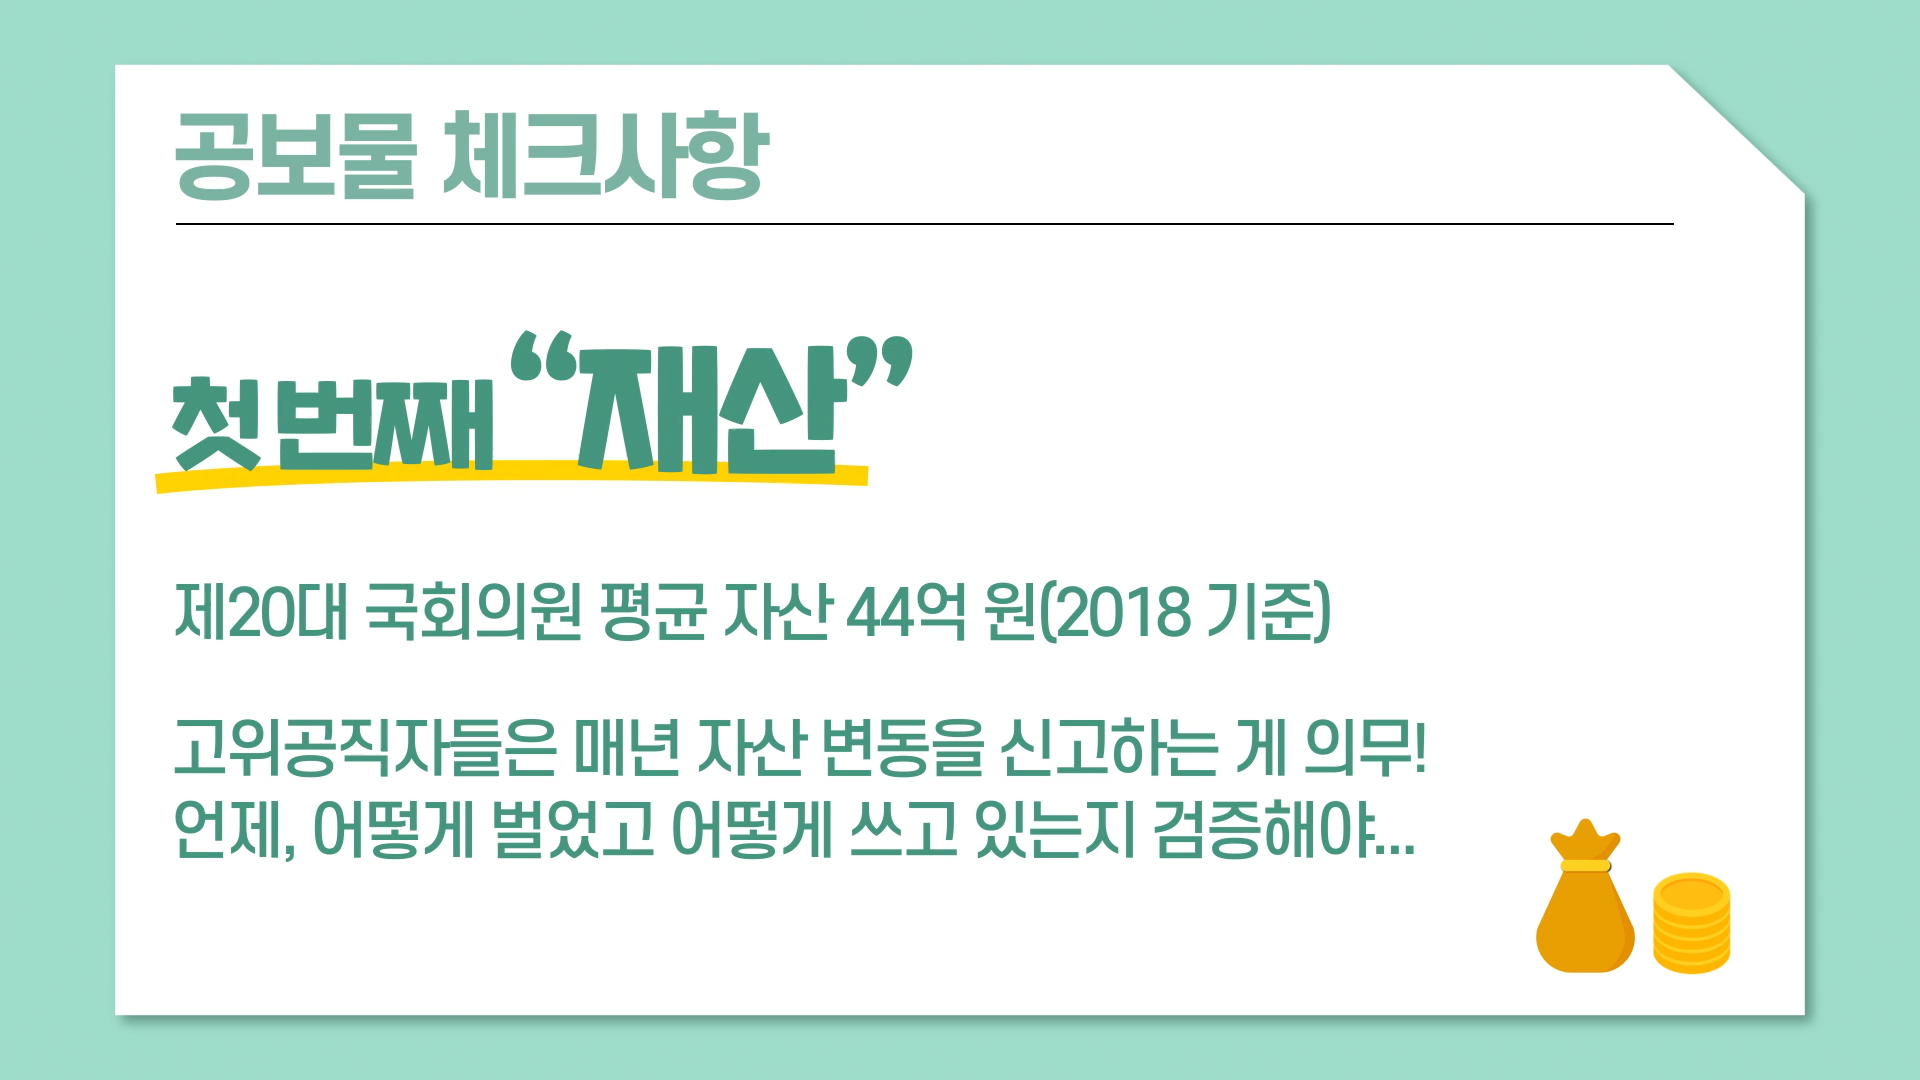 공보물 체크사항
첫 번째 “재산”
제20대 국회의원 평균 자산 44억 원(2018 기준)
고위공직자들은 매년 자산 변동을 신고하는 게 의무!
언제, 어떻게 벌었고 어떻게 쓰고 있는지 검증해야...